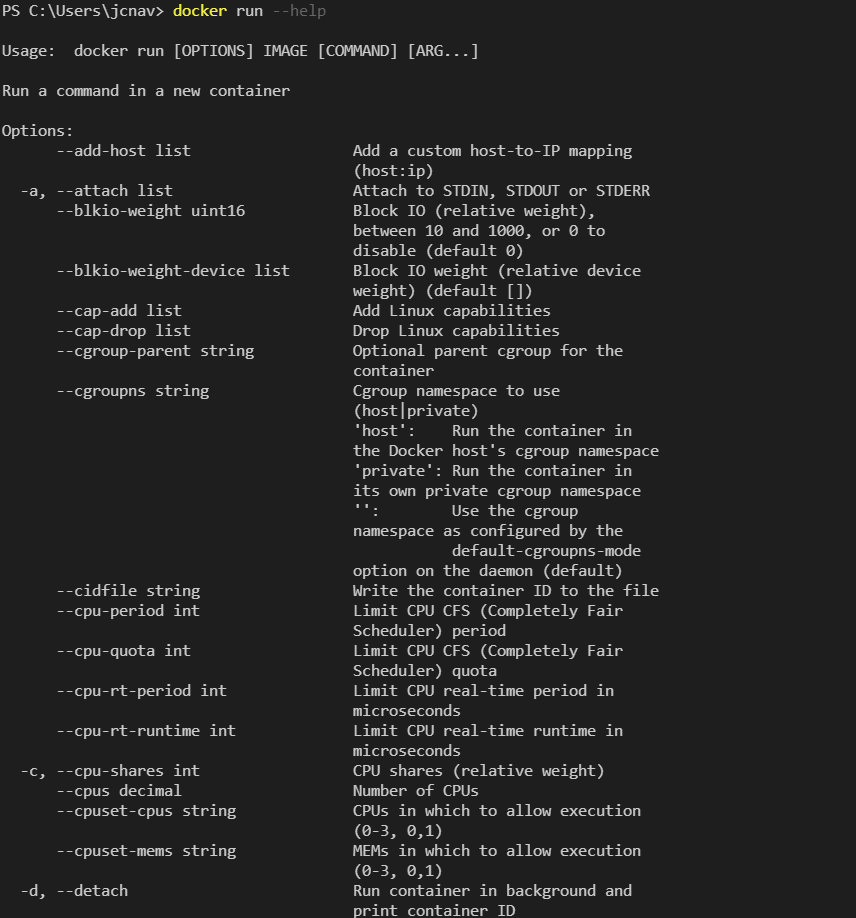 PS C:\Users\jcnav> docker run --help
Usage:  docker run [OPTIONS] IMAGE [COMMAND] [ARG...]
Run a command in a new container
Options:
      --add-host list                  Add a custom host-to-IP mapping
                                       (host:ip)
  -a, --attach list                    Attach to STDIN, STDOUT or STDERR
      --blkio-weight uint16            Block IO (relative weight),
                                       between 10 and 1000, or 0 to
                                       disable (default 0)
      --blkio-weight-device list       Block IO weight (relative device
                                       weight) (default [])
      --cap-add list                   Add Linux capabilities
      --cap-drop list                  Drop Linux capabilities
      --cgroup-parent string           Optional parent cgroup for the
                                       container
      --cgroupns string                Cgroup namespace to use
                                       (host|private)
                                       'host':    Run the container in
                                       the Docker host's cgroup namespace
                                       'private': Run the container in
                                       its own private cgroup namespace
                                       '':        Use the cgroup
                                       namespace as configured by the
                                                  default-cgroupns-mode
                                       option on the daemon (default)
      --cidfile string                 Write the container ID to the file
      --cpu-period int                 Limit CPU CFS (Completely Fair
                                       Scheduler) period
      --cpu-quota int                  Limit CPU CFS (Completely Fair
                                       Scheduler) quota
      --cpu-rt-period int              Limit CPU real-time period in
                                       microseconds
      --cpu-rt-runtime int             Limit CPU real-time runtime in
                                       microseconds
  -c, --cpu-shares int                 CPU shares (relative weight)
      --cpus decimal                   Number of CPUs
      --cpuset-cpus string             CPUs in which to allow execution
                                       (0-3, 0,1)
      --cpuset-mems string             MEMs in which to allow execution
                                       (0-3, 0,1)
  -d, --detach                         Run container in background and
                                       print container ID